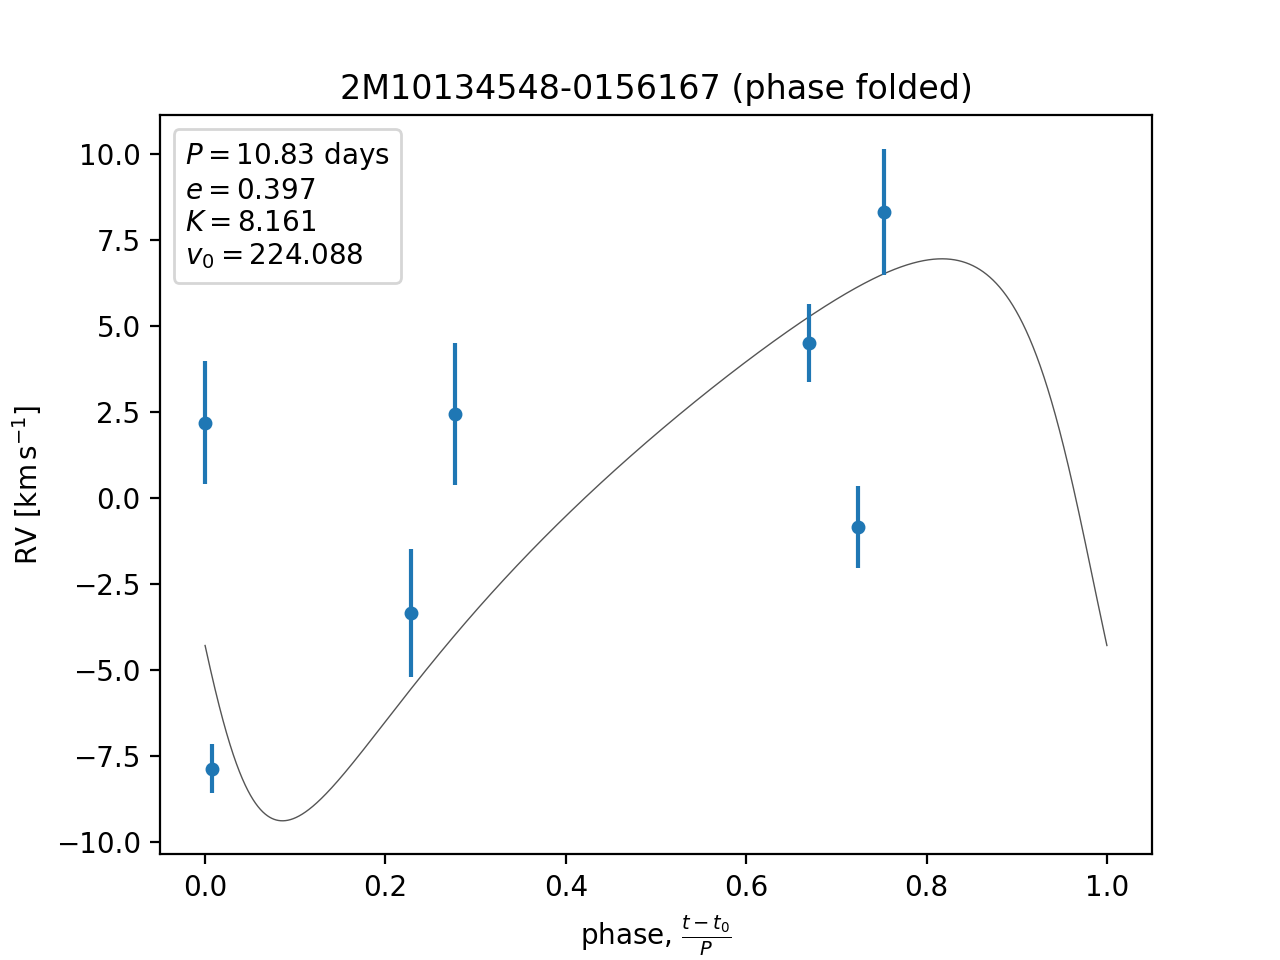 2M10134548-0156167 (phase folded)
P = 10.83 days
e = 0.397
K = 8.161
v₀ = 224.088
10.0
7.5
5.0
2.5
0.0
−2.5
−5.0
−7.5
−10.0
RV [km s⁻¹]
0.0 0.2 0.4 0.6 0.8 1.0
phase, (t − t₀)/P